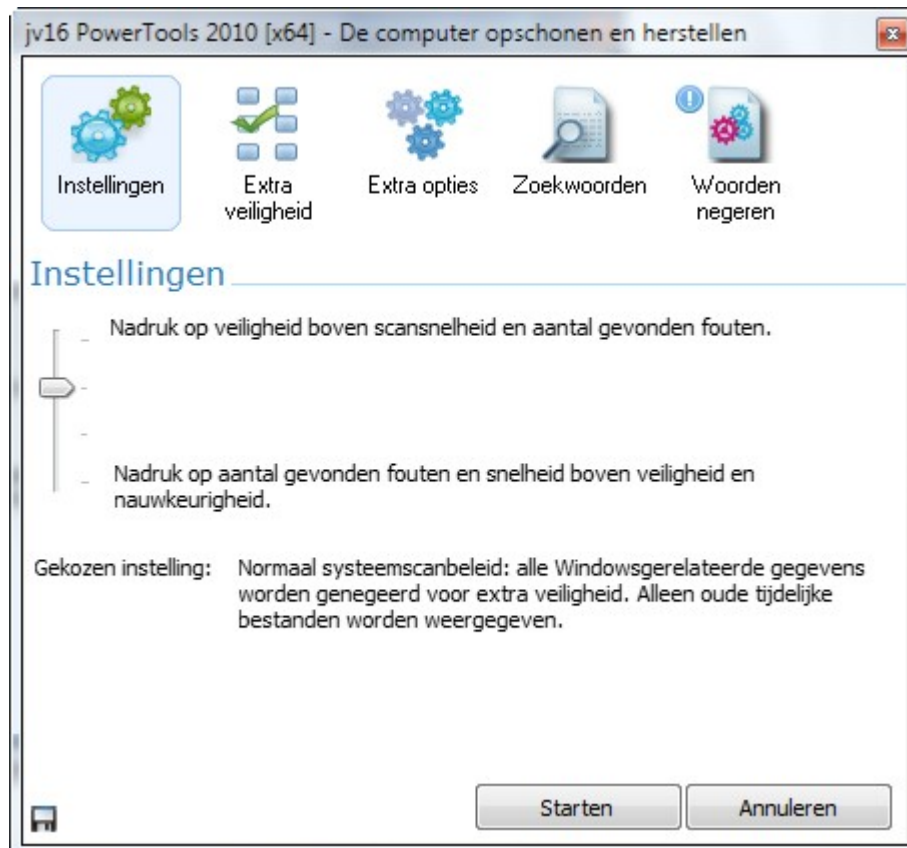 jv16 PowerTools 2010 [x64] - De computer opschonen en herstellen
Instellingen
Extra
veiligheid
Extra opties
Zoekwoorden
Woorden
negeren
Instellingen
Nadruk op veiligheid boven scansnelheid en aantal gevonden fouten.
Nadruk op aantal gevonden fouten en snelheid boven veiligheid en
nauwkeurigheid.
Gekozen instelling: Normaal systeemscanbeleid: alle Windowsgerelateerde gegevens
worden genegeerd voor extra veiligheid. Alleen oude tijdelijke
bestanden worden weergegeven.
Starten Annuleren